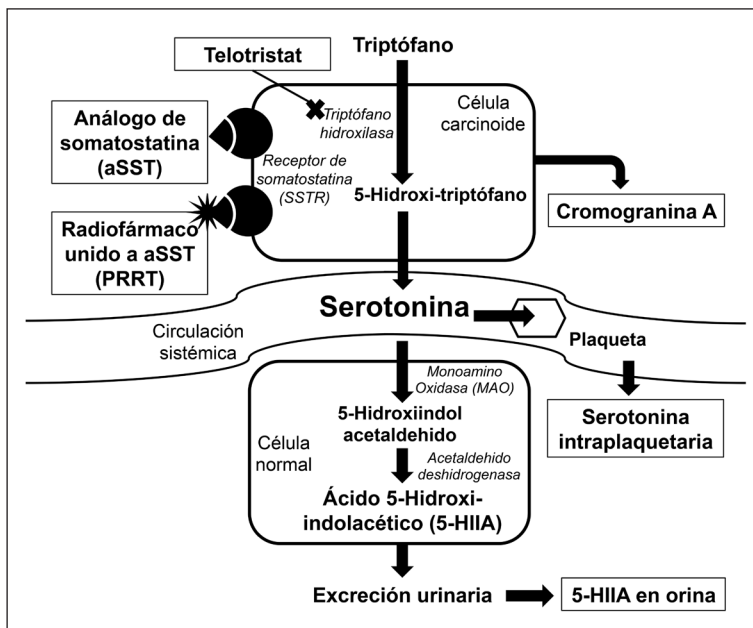 Triptófano
Telotristat
Análogo de
somatostatina
(aSST)
Triptófano
hidroxilasa
Célula
carcinoide
Receptor de
somatostatina
(SSTR)
5-Hidroxi-triptófano
Cromogranina A
Radiofármaco
unido a aSST
(PRRT)
Serotonina
Circulación
sistémica
Plaqueta
Monoamino
Oxidasa (MAO)
5-Hidroxiindol
acetaldehido
Serotonina
intraplaquetaria
Célula
normal
Acetaldehido
deshidrogenasa
Ácido 5-Hidroxi-
indolacético (5-HIIA)
Excreción urinaria
5-HIIA en orina